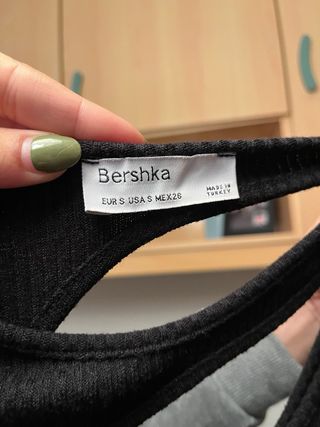 Bershka
EUR S USA S MEX26
MADE IN
TURKEY